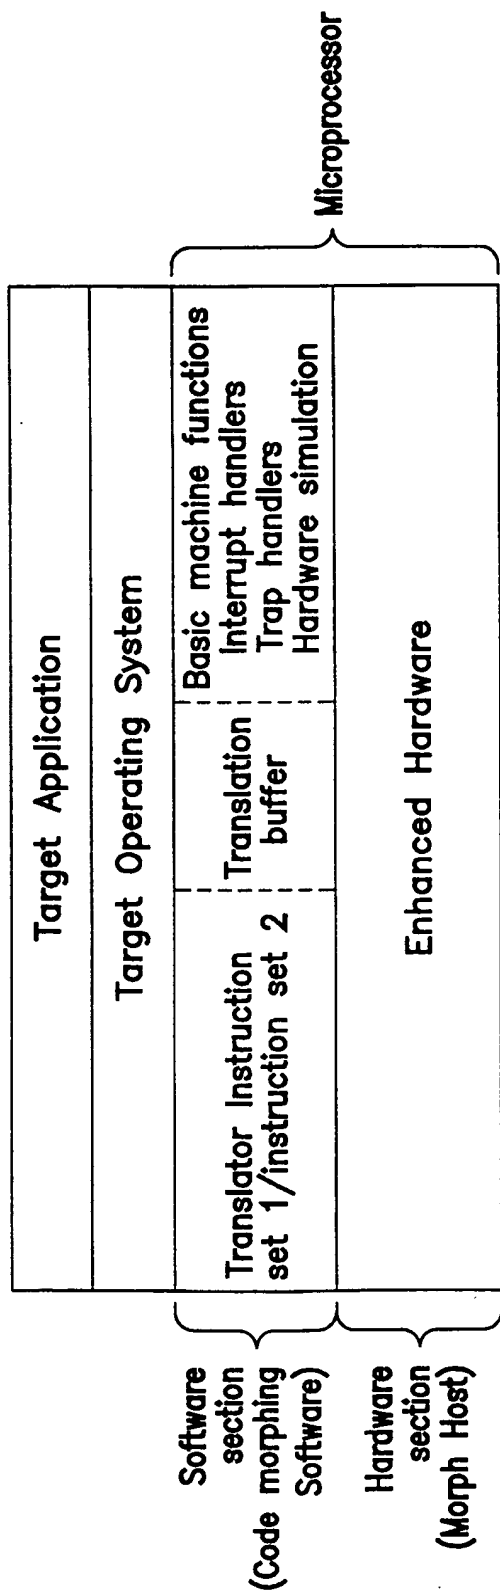 Target Application
Target Operating System
Software
section
(Code morphing
Software)
Translator Instruction
set 1/instruction set 2
Translation
buffer
Basic machine functions
Interrupt handlers
Trap handlers
Hardware simulation
Microprocessor
Hardware
section
(Morph Host)
Enhanced Hardware